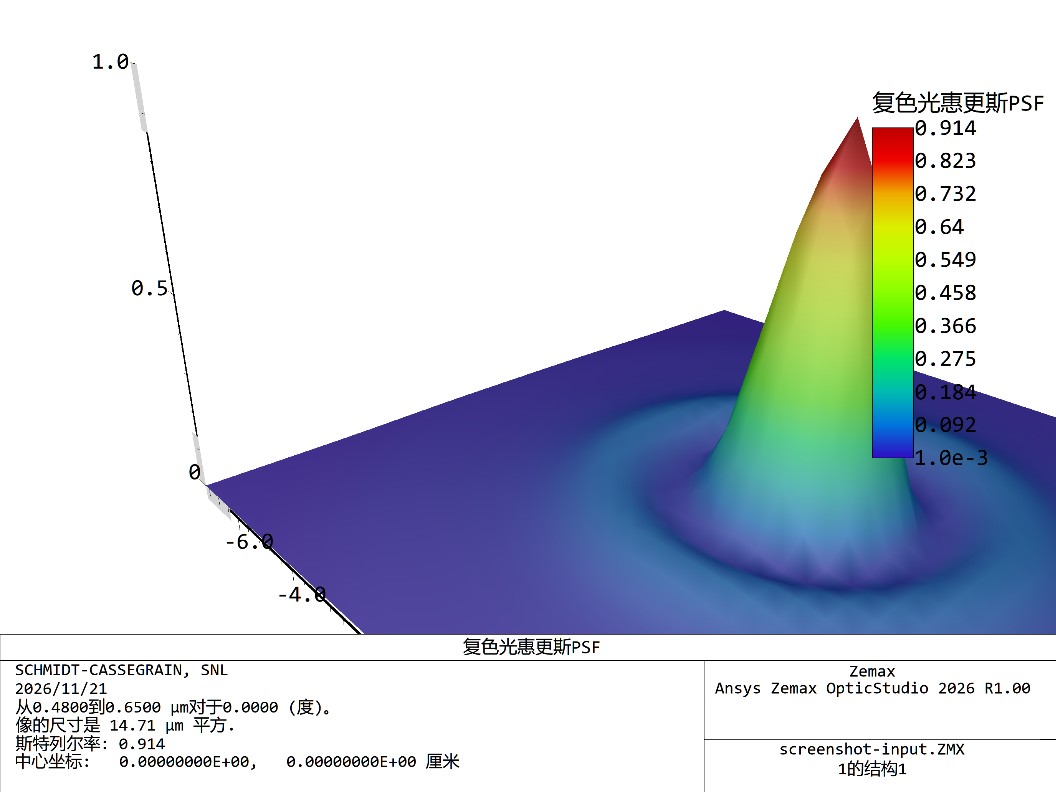 1.0
0.5
0
-6.0
-4.0
复色光惠更斯PSF
0.914
0.823
0.732
0.64
0.549
0.458
0.366
0.275
0.184
0.092
1.0e-3
复色光惠更斯PSF
SCHMIDT-CASSEGRAIN, SNL
2026/11/21
从0.4800到0.6500 µm对于0.0000 (度)。
像的尺寸是 14.71 µm 平方.
斯特列尔率: 0.914
中心坐标: 0.00000000E+00, 0.00000000E+00 厘米
Zemax
Ansys Zemax OpticStudio 2026 R1.00
screenshot-input.ZMX
1的结构1